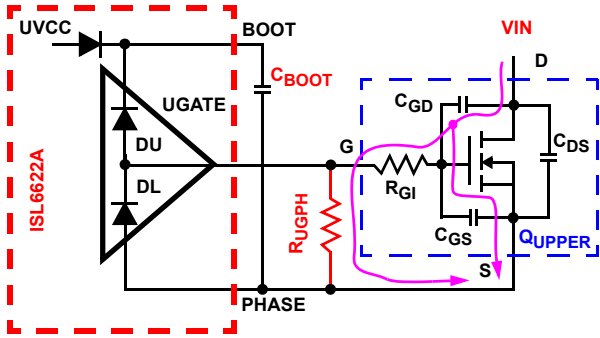 UVCC
BOOT
VIN
D
CBOOT
UGATE
CGD
DU
G
CDS
DL
RGI
ISL6622A
RUGPH
CGS
QUPPER
S
PHASE